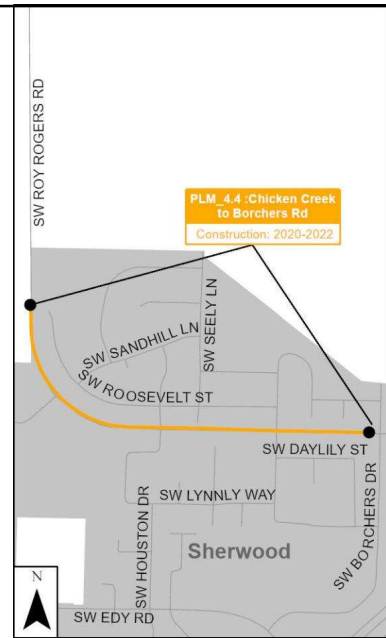 SW ROY ROGERS RD
PLM_4.4 :Chicken Creek
to Borchers Rd
Construction: 2020-2022
SW SEELY LN
SW SANDHILL LN
SW ROOSEVELT ST
SW DAYLILY ST
SW LYNNLY WAY
SW HOUSTON DR
SW BORCHERS DR
Sherwood
N
SW EDY RD